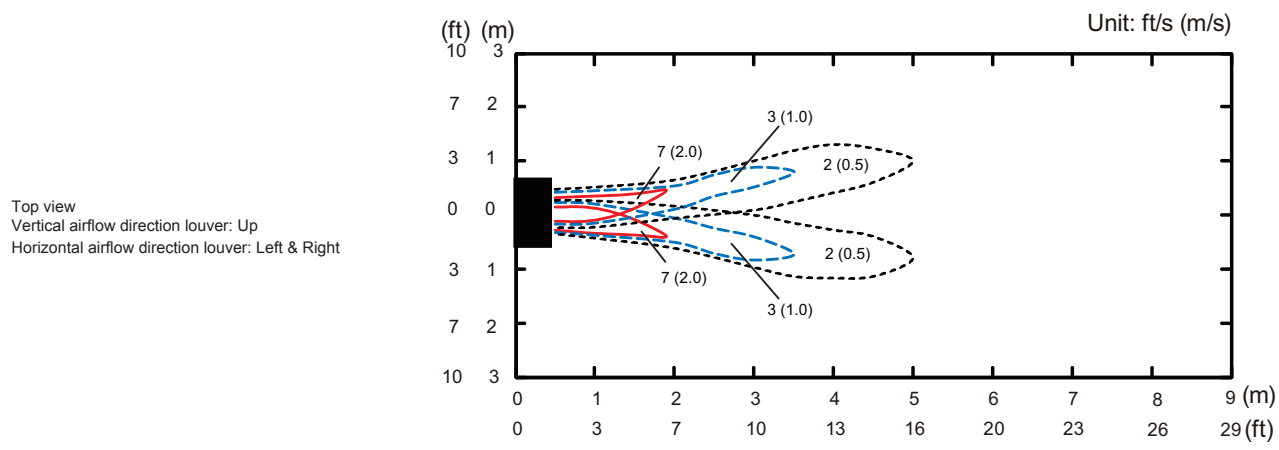 Unit: ft/s (m/s)
(ft) (m)
10 3
7 2
3 1
0 0
3 1
7 2
10 3
3 (1.0)
7 (2.0)
2 (0.5)
Top view
Vertical airflow direction louver: Up
Horizontal airflow direction louver: Left & Right
2 (0.5)
7 (2.0)
3 (1.0)
0 1 2 3 4 5 6 7 8 9 (m)
0 3 7 10 13 16 20 23 26 29 (ft)